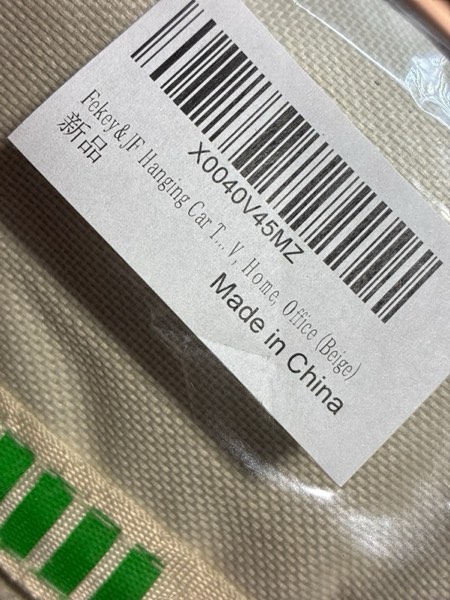 X0040V45MZ
Fekey&JF Hanging Car T... V, Home, Office (Beige)
新品
Made in China